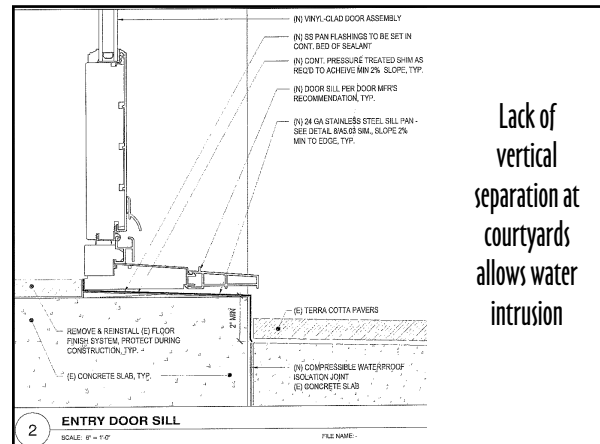 (N) VINYL-CLAD DOOR ASSEMBLY
(N) SS PAN FLASHINGS TO BE SET IN
CONT. BED OF SEALANT
(N) CONT. PRESSURE TREATED SHIM AS
REQ'D TO ACHEIVE MIN 2% SLOPE, TYP.
(N) DOOR SILL PER DOOR MFR'S
RECOMMENDATION, TYP.
(N) 24 GA STAINLESS STEEL SILL PAN -
SEE DETAIL 8/A5.03 SIM., SLOPE 2%
MIN TO EDGE, TYP.
Lack of
vertical
separation at
courtyards
allows water
intrusion
2" MIN
(E) TERRA COTTA PAVERS
REMOVE & REINSTALL (E) FLOOR
FINISH SYSTEM, PROTECT DURING
CONSTRUCTION, TYP.
(E) CONCRETE SLAB, TYP.
(N) COMPRESSIBLE WATERPROOF
ISOLATION JOINT
(E) CONCRETE SLAB
2
ENTRY DOOR SILL
SCALE: 6" = 1'-0"
FILE NAME:-